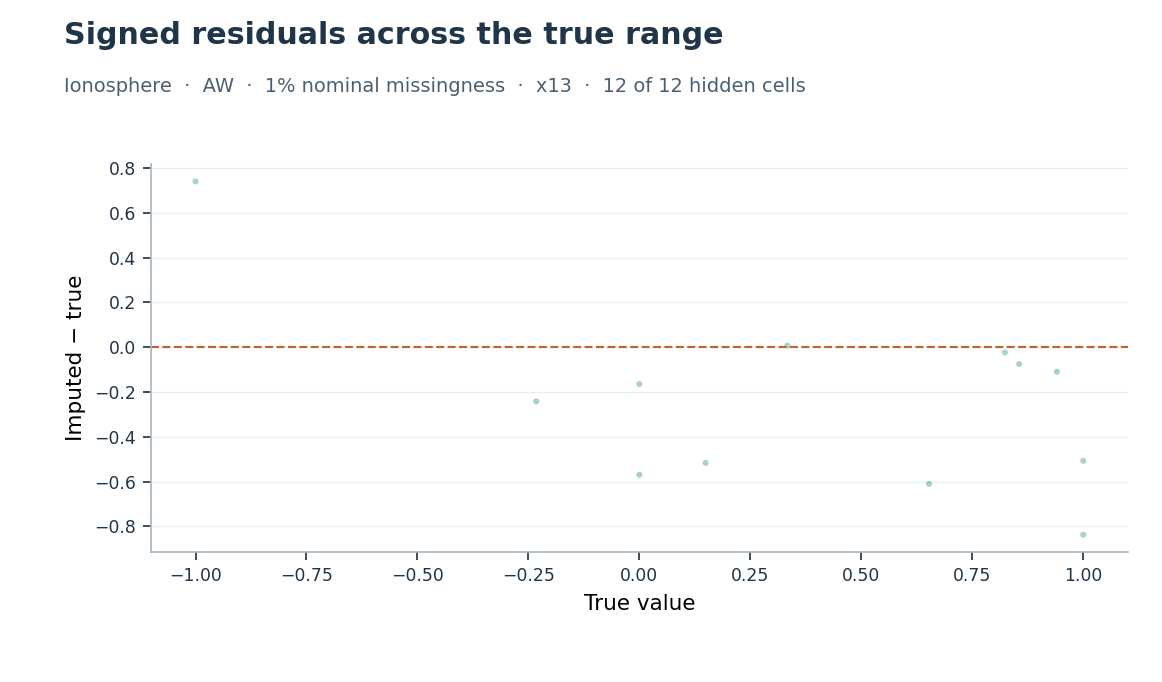 Signed residuals across the true range
Ionosphere · AW · 1% nominal missingness · x13 · 12 of 12 hidden cells
Imputed − true
0.8
0.6
0.4
0.2
0.0
−0.2
−0.4
−0.6
−0.8
−1.00 −0.75 −0.50 −0.25 0.00 0.25 0.50 0.75 1.00
True value